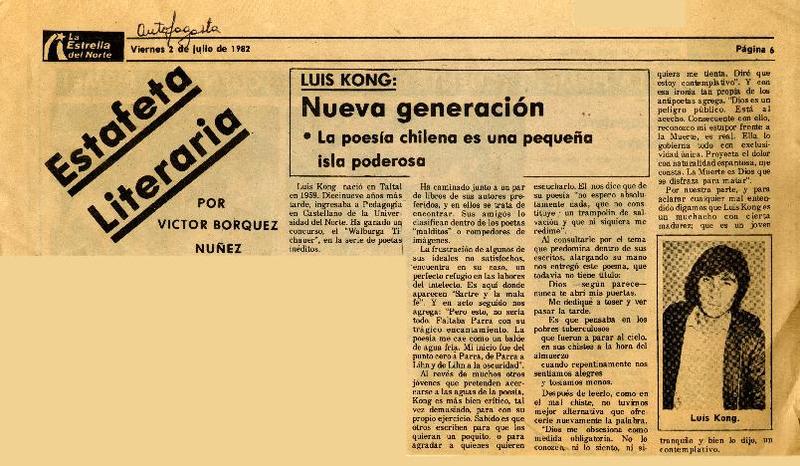 Antofagasta
La
Estrella
del Norte
Viernes 2 de julio de 1982
Página 6
Estafeta
Literaria
POR
VICTOR BORQUEZ
NUÑEZ
LUIS KONG:
Nueva generación
• La poesía chilena es una pequeña
isla poderosa
Luis Kong nació en Taltal
en 1959. Diecinueve años más
tarde, ingresaba a Pedagogía
en Castellano de la Univer-
sidad del Norte. Ha ganado un
concurso, el "Walburga Ti
chauer", en la serie de poetas
inéditos.
Ha caminado junto a un par
de libros de sus autores pre-
feridos, y en ellos se trata de
encontrar. Sus amigos lo
clasifican dentro de los poetas
"malditos" o rompedores de
imágenes.
La frustración de algunos de
sus ideales no satisfechos,
encuentra en su casa, un
perfecto refugio en las labores
del intelecto. Es aquí donde
aparecen "Sartre y la mala
fé". Y en acto seguido nos
agrega: "Pero esto, no sería
todo. Faltaba Parra con su
trágico encantamiento. La
poesía me cae como un balde
de agua fría. Mi inicio fue del
punto cero a Parra, de Parra a
Lihn y de Lihn a la oscuridad".
Al revés de muchos otros
jóvenes que pretenden acer-
carse a las aguas de la poesía,
Kong es más bien crítico, tal
vez demasiado, para con su
propio ejercicio. Sabido es que
otros escriben para que los
quieran un poquito, o para
agradar a quienes quieren
escucharlo. El nos dice que de
su poesía "no espero absolu-
tamente nada, que no cons-
tituye un trampolín de sal-
vación y que ni siquiera me
redime".
Al consultarle por el tema
que predomina dentro de sus
escritos, alargando su mano
nos entregó este poema, que
todavía no tiene título:
Dios —según parece—
nunca te abrí mis puertas.
Me dediqué a toser y ver
pasar la tarde.
Es que pensaba en los
pobres tuberculosos
que fueron a parar al cielo,
en sus chistes a la hora del
almuerzo
cuando repentinamente nos
sentíamos alegres
y tosíamos menos.
Después de leerlo, como en
el mal chiste, no tuvimos
mejor alternativa que ofre-
cerle nuevamente la palabra.
"Dios me obsesiona como
medida obligatoria. No lo
conozco, ni lo siento, ni si-
quiera me tienta. Diré que
estoy contemplativo". Y con
esa ironía tan propia de los
antipoetas agrega. "Dios es un
peligro público. Está al
acecho. Consecuente con ello,
reconozco mi estupor frente a
la Muerte, es real. Ella lo
gobierna todo con exclusi-
vidad única. Proyecta el dolor
con naturalidad espantosa, me
consta. La Muerte es Dios que
se disfraza para matar".
Por nuestra parte, y para
aclarar cualquier mal enten-
dido digamos que Luis Kong es
un muchacho con cierta
madurez; que es un joven
Luis Kong.
tranquilo y bien lo dijo, un
contemplativo.